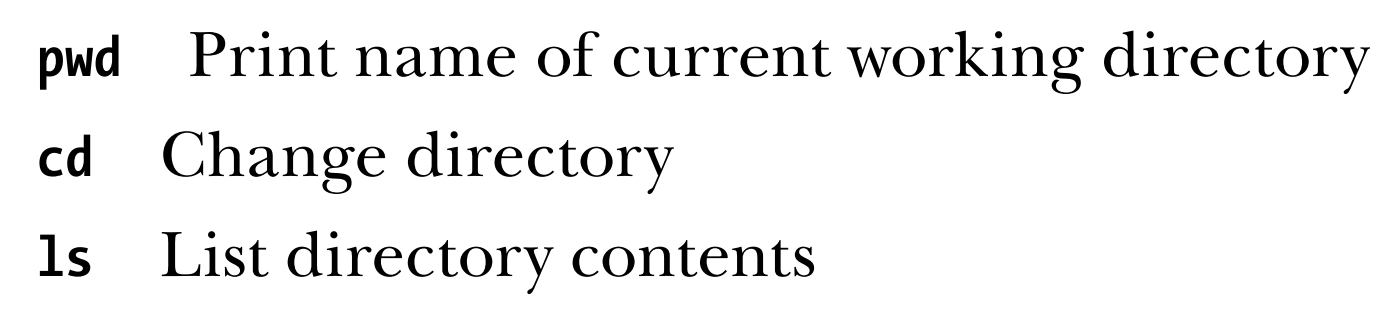 pwd Print name of current working directory
cd Change directory
ls List directory contents